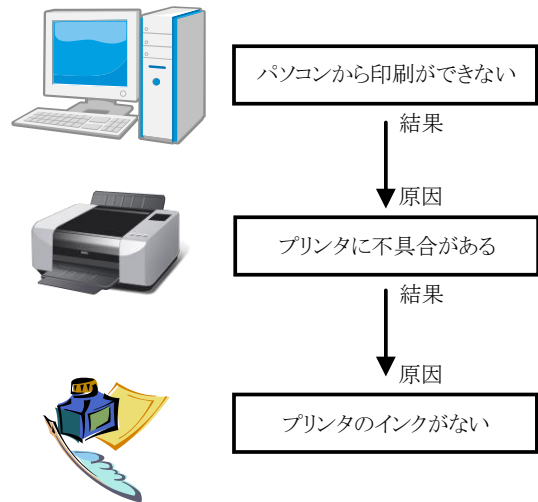 パソコンから印刷ができない
結果
原因
プリンタに不具合がある
結果
原因
プリンタのインクがない